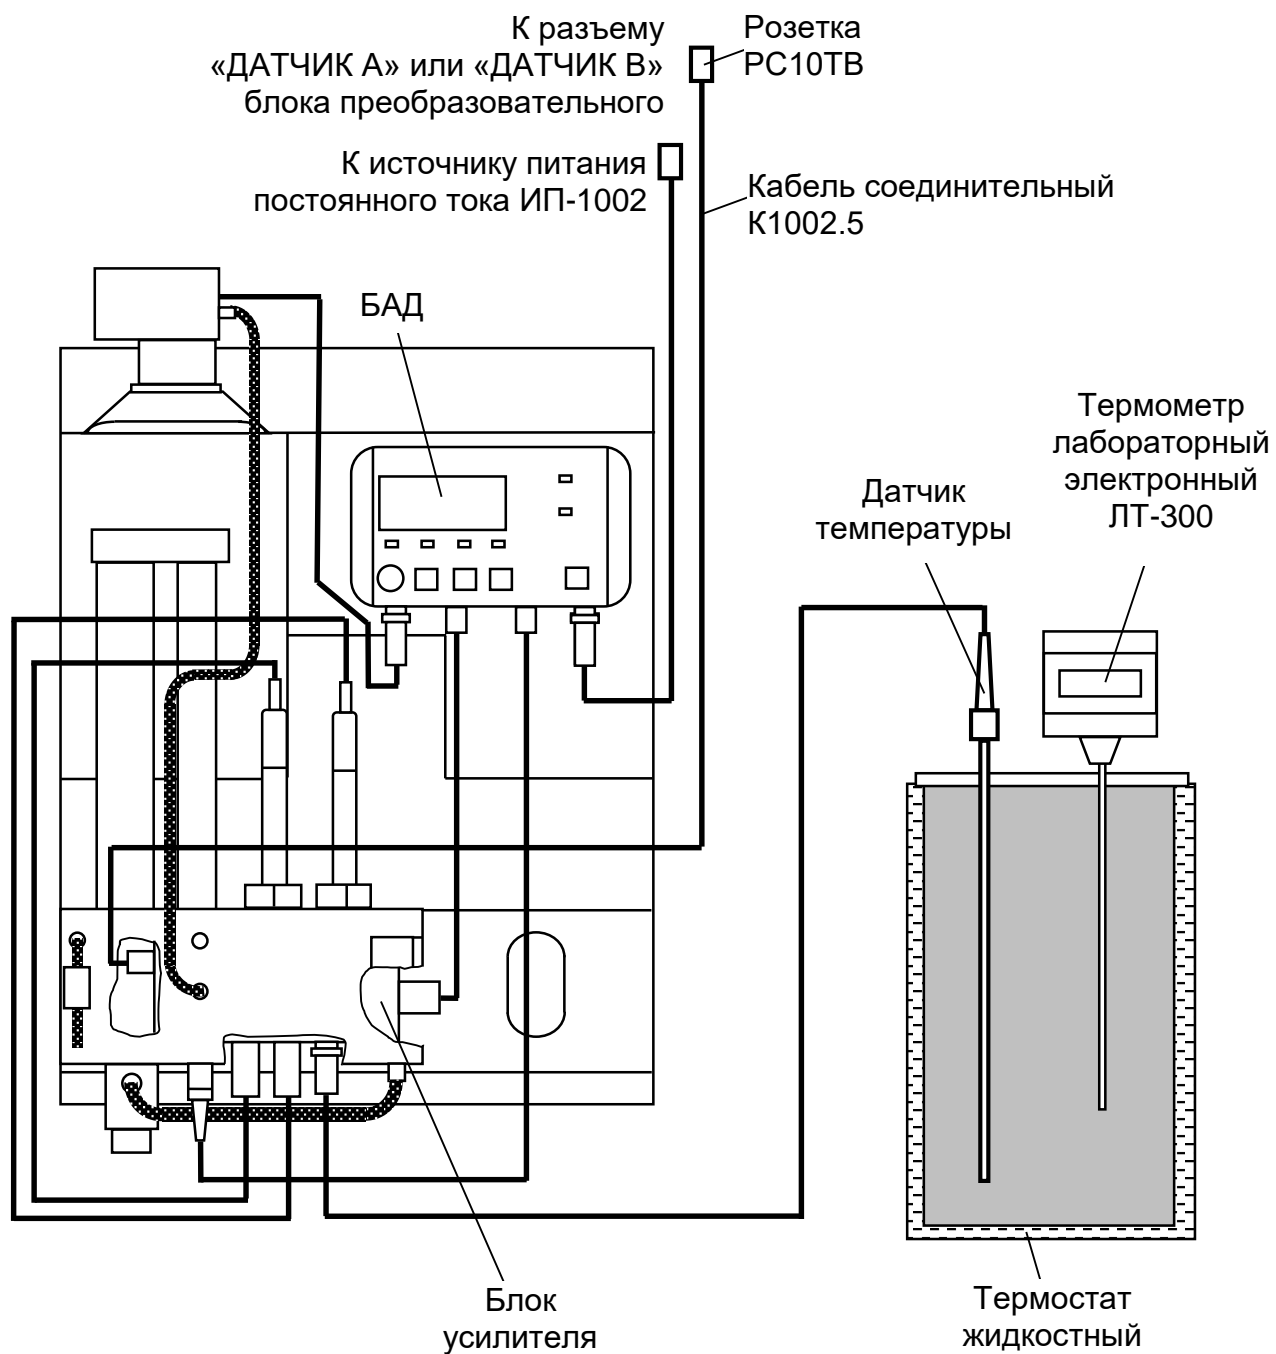 К разъему
«ДАТЧИК А» или «ДАТЧИК В»
блока преобразовательного
Розетка
РС10ТВ
К источнику питания
постоянного тока ИП-1002
Кабель соединительный
К1002.5
БАД
Термометр
лабораторный
электронный
ЛТ-300
Датчик
температуры
Блок
усилителя
Термостат
жидкостный